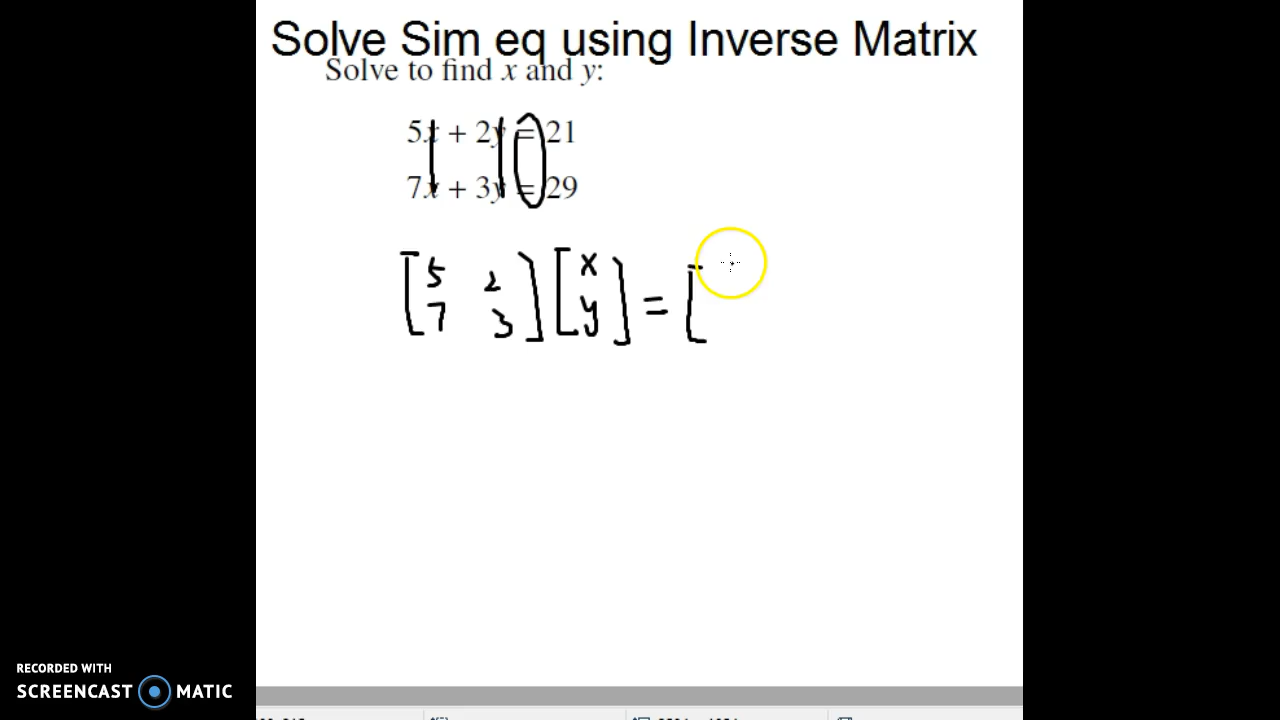 Solve Sim eq using Inverse Matrix
Solve to find x and y:
5x + 2y = 21
7x + 3y = 29
[5 2] [x] = [
[7 3] [y]
RECORDED WITH
SCREENCAST MATIC